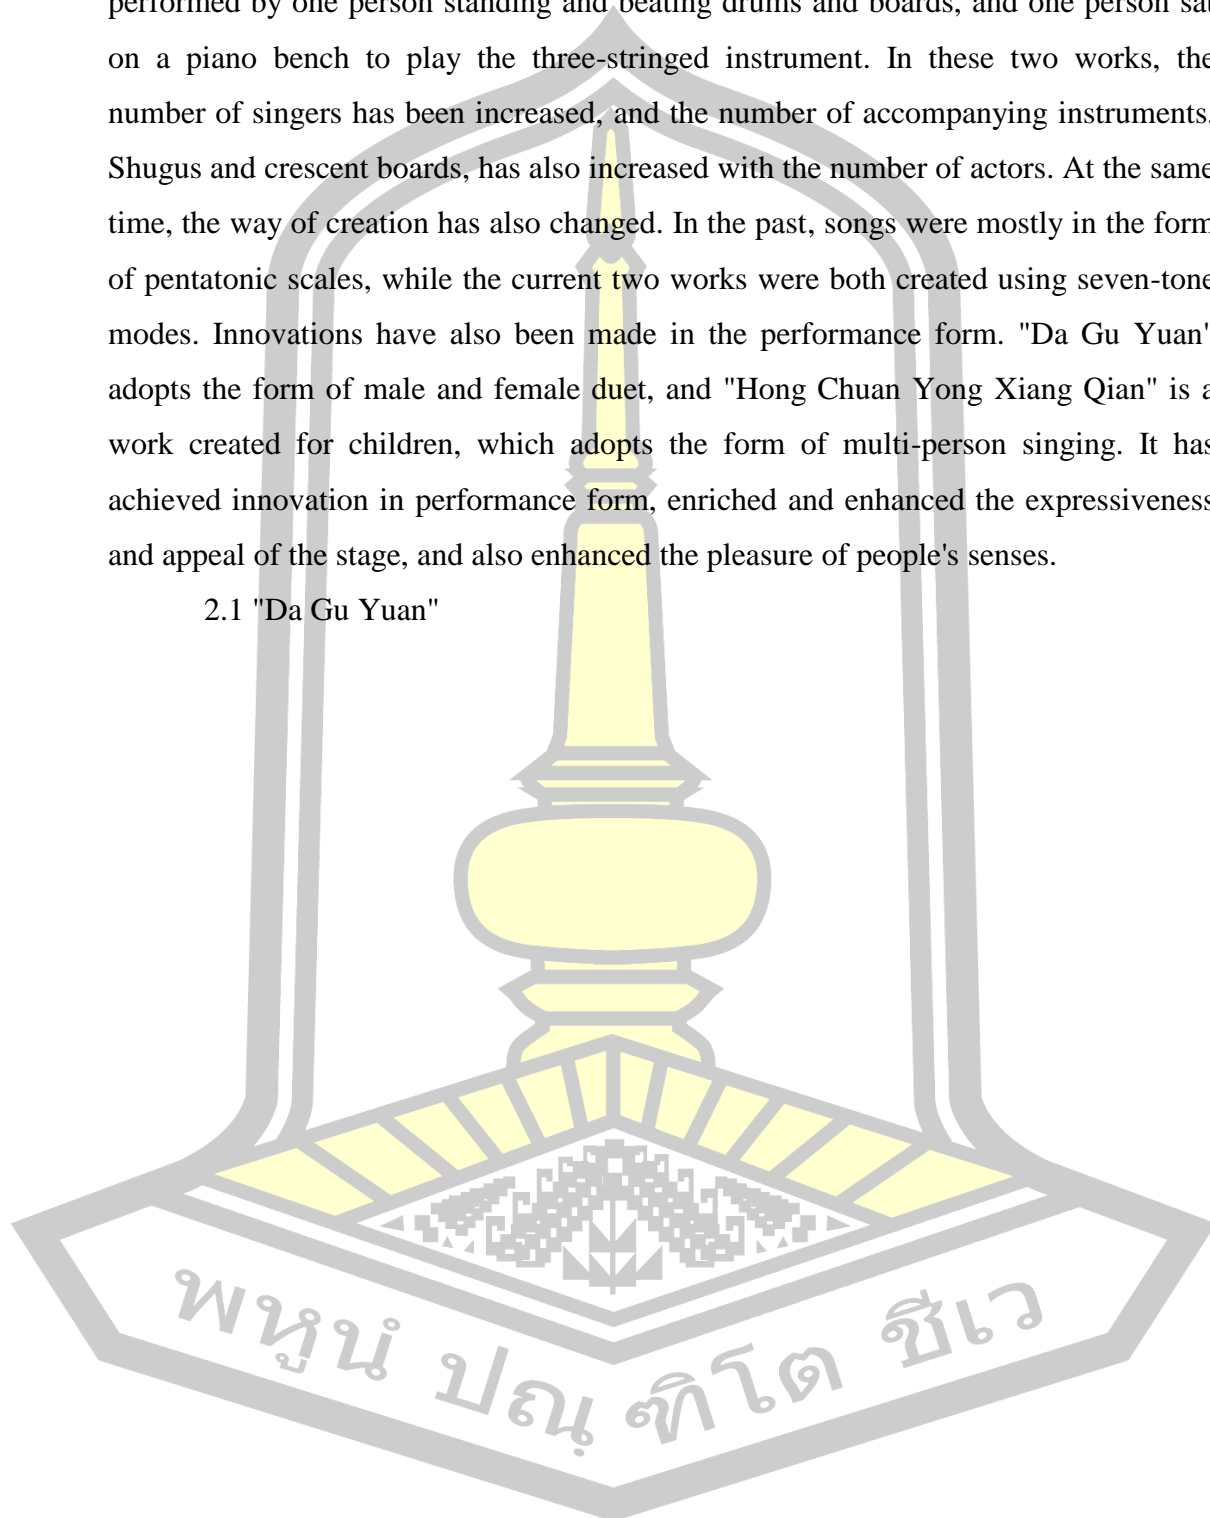 performed by one person standing and beating drums and boards, and one person sat
on a piano bench to play the three-stringed instrument. In these two works, the
number of singers has been increased, and the number of accompanying instruments,
Shugus and crescent boards, has also increased with the number of actors. At the same
time, the way of creation has also changed. In the past, songs were mostly in the form
of pentatonic scales, while the current two works were both created using seven-tone
modes. Innovations have also been made in the performance form. "Da Gu Yuan"
adopts the form of male and female duet, and "Hong Chuan Yong Xiang Qian" is a
work created for children, which adopts the form of multi-person singing. It has
achieved innovation in performance form, enriched and enhanced the expressiveness
and appeal of the stage, and also enhanced the pleasure of people's senses.
2.1 "Da Gu Yuan"
พหูนํ ปณฺฑิโต ชีเว